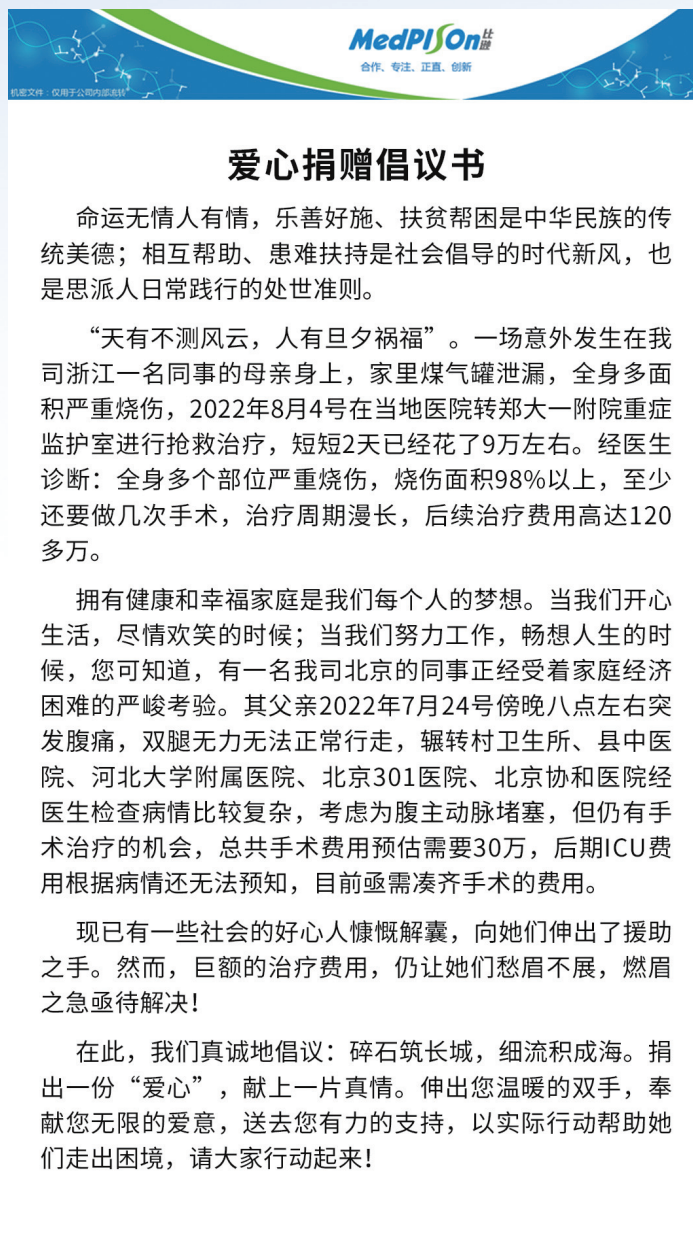 MedPISOn比逊
合作、专注、正直、创新
机密文件：仅用于公司内部流转
爱心捐赠倡议书
命运无情人有情，乐善好施、扶贫帮困是中华民族的传
统美德；相互帮助、患难扶持是社会倡导的时代新风，也
是思派人日常践行的处世准则。
“天有不测风云，人有旦夕祸福”。一场意外发生在我
司浙江一名同事的母亲身上，家里煤气罐泄漏，全身多面
积严重烧伤，2022年8月4号在当地医院转郑大一附院重症
监护室进行抢救治疗，短短2天已经花了9万左右。经医生
诊断：全身多个部位严重烧伤，烧伤面积98%以上，至少
还要做几次手术，治疗周期漫长，后续治疗费用高达120
多万。
拥有健康和幸福家庭是我们每个人的梦想。当我们开心
生活，尽情欢笑的时候；当我们努力工作，畅想人生的时
候，您可知道，有一名我司北京的同事正经受着家庭经济
困难的严峻考验。其父亲2022年7月24号傍晚八点左右突
发腹痛，双腿无力无法正常行走，辗转村卫生所、县中医
院、河北大学附属医院、北京301医院、北京协和医院经
医生检查病情比较复杂，考虑为腹主动脉堵塞，但仍有手
术治疗的机会，总共手术费用预估需要30万，后期ICU费
用根据病情还无法预知，目前亟需凑齐手术的费用。
现已有一些社会的好心人慷慨解囊，向她们伸出了援助
之手。然而，巨额的治疗费用，仍让她们愁眉不展，燃眉
之急亟待解决！
在此，我们真诚地倡议：碎石筑长城，细流积成海。捐
出一份“爱心”，献上一片真情。伸出您温暖的双手，奉
献您无限的爱意，送去您有力的支持，以实际行动帮助她
们走出困境，请大家行动起来！